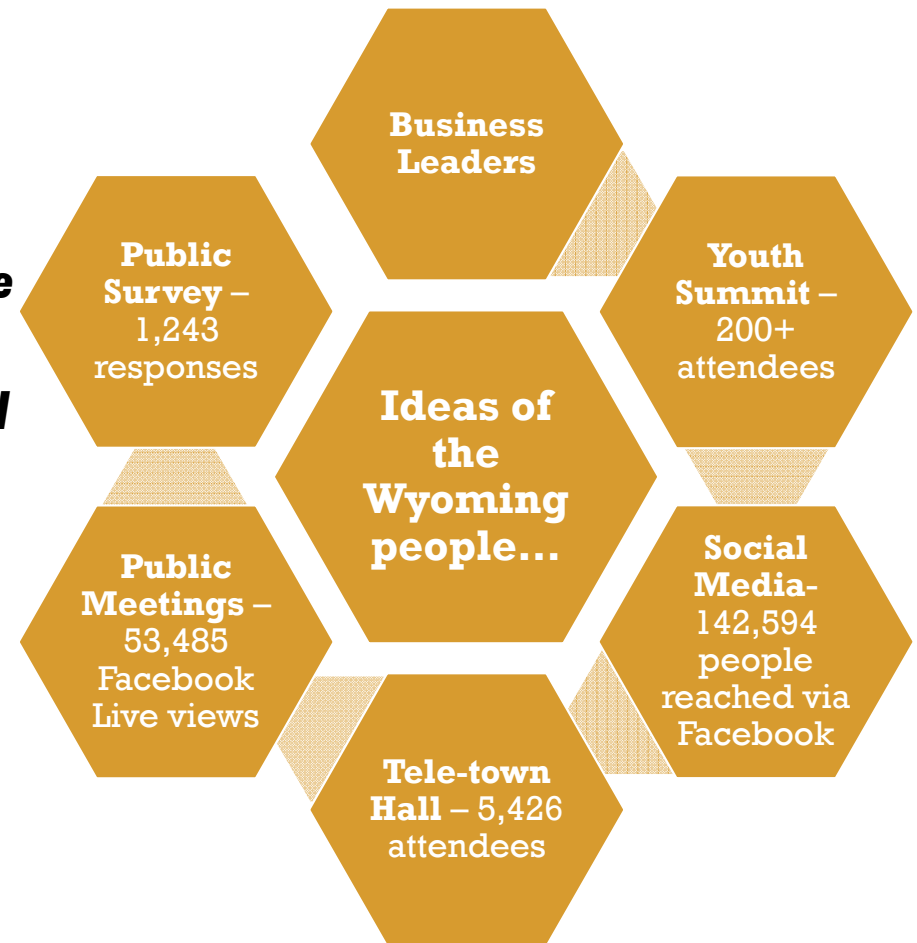 Business
Leaders
Public
Survey –
1,243
responses
Youth
Summit –
200+
attendees
Ideas of
the
Wyoming
people…
Public
Meetings –
53,485
Facebook
Live views
Social
Media-
142,594
people
reached via
Facebook
Tele-town
Hall – 5,426
attendees